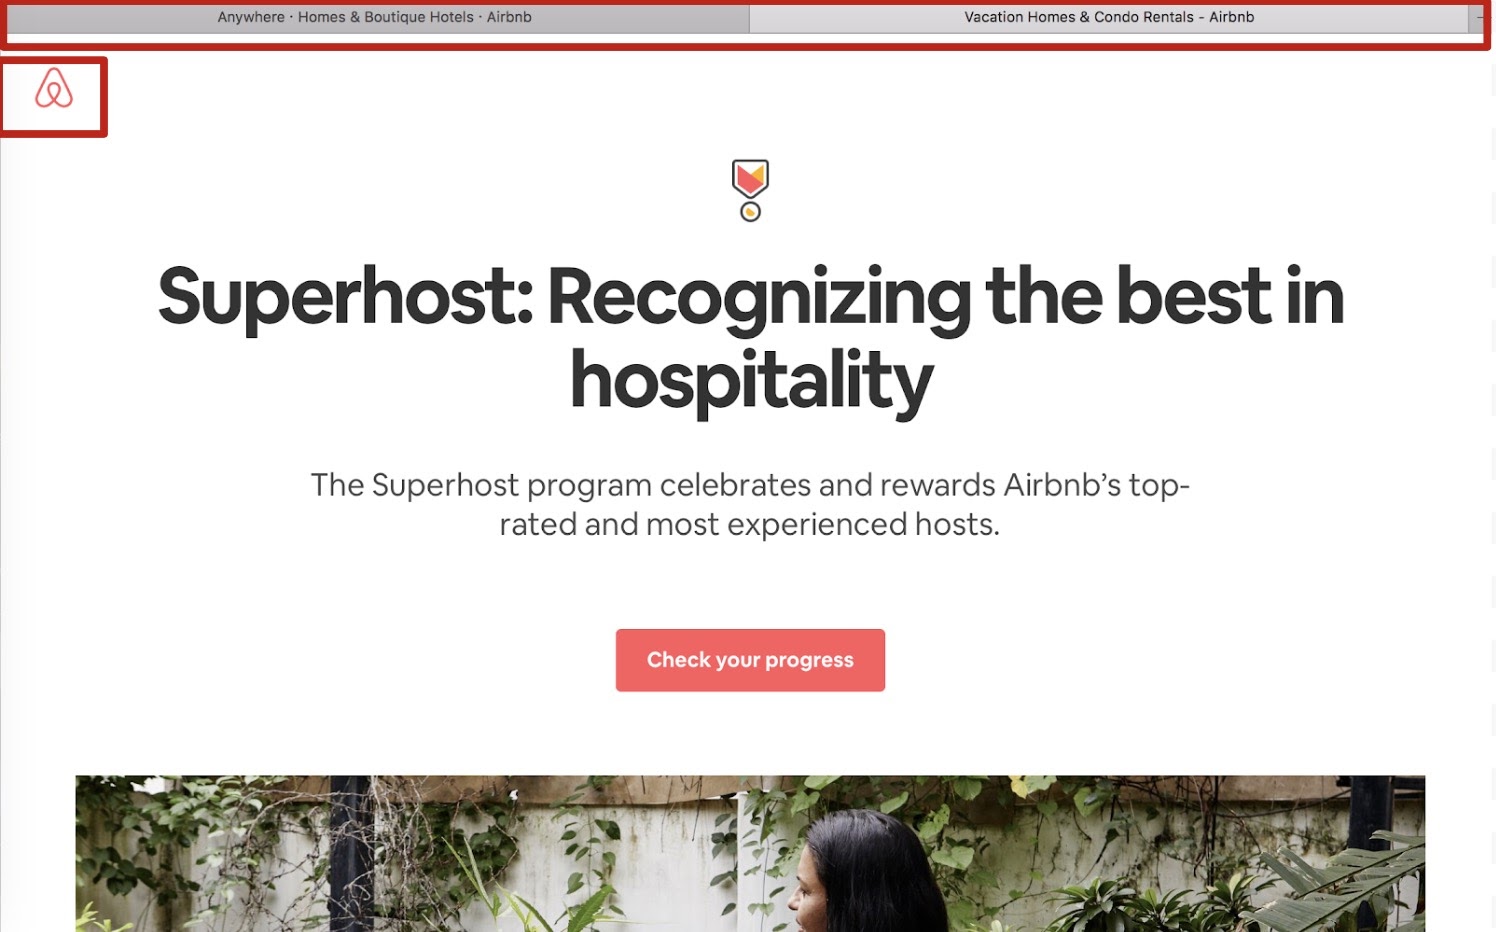 Anywhere · Homes & Boutique Hotels · Airbnb
Vacation Homes & Condo Rentals - Airbnb
Superhost: Recognizing the best in
hospitality
The Superhost program celebrates and rewards Airbnb’s top-
rated and most experienced hosts.
Check your progress